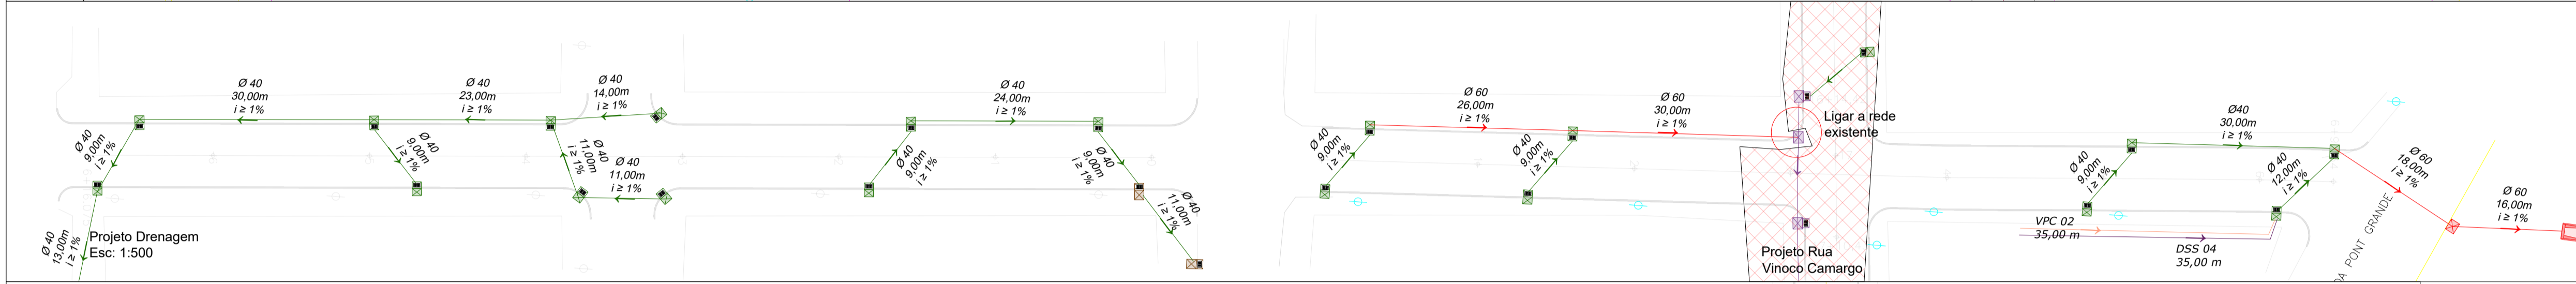 Ø 40
30,00m
i ≥ 1%
Ø 40
23,00m
i ≥ 1%
Ø 40
14,00m
i ≥ 1%
Ø 40
9,00m
i ≥ 1%
Ø 40
9,00m
i ≥ 1%
Ø 40
11,00m
i ≥ 1%
Ø 40
11,00m
i ≥ 1%
Ø 40
13,00m
i ≥ 1%
Projeto Drenagem
Esc: 1:500
Ø 40
24,00m
i ≥ 1%
Ø 40
9,00m
i ≥ 1%
Ø 40
9,00m
i ≥ 1%
Ø 40
11,00m
i ≥ 1%
Ø 60
26,00m
i ≥ 1%
Ø 60
30,00m
i ≥ 1%
Ø 40
9,00m
i ≥ 1%
Ø 40
9,00m
i ≥ 1%
Ligar a rede
existente
Projeto Rua
Vinoco Camargo
Ø40
30,00m
i ≥ 1%
Ø 40
9,00m
i ≥ 1%
Ø 40
12,00m
i ≥ 1%
VPC 02
35,00 m
DSS 04
35,00 m
Ø 60
18,00m
i ≥ 1%
Ø 60
16,00m
i ≥ 1%
PONT GRANDE